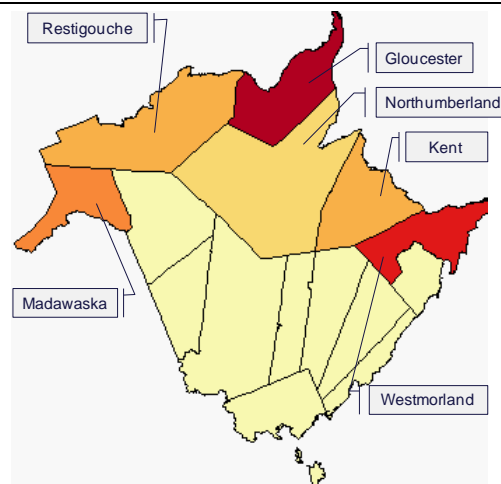 Restigouche
Gloucester
Northumberland
Kent
Madawaska
Westmorland